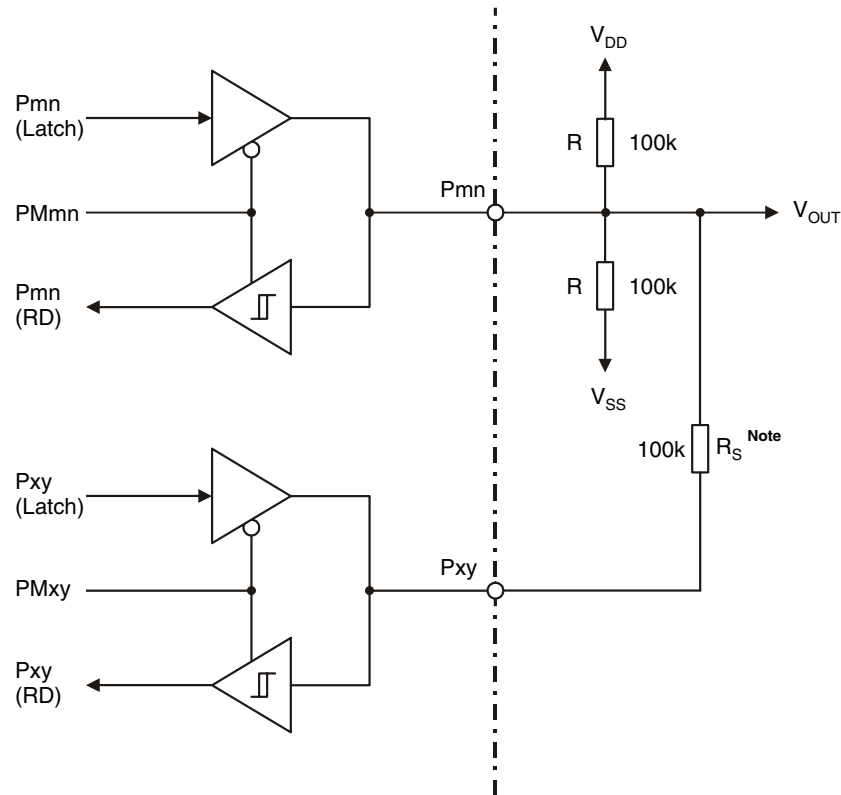 V_DD
Pmn
(Latch)
R 100k
Pmn
PMmn
V_OUT
Pmn
(RD)
R 100k
V_SS
100k R_S Note
Pxy
(Latch)
Pxy
PMxy
Pxy
(RD)